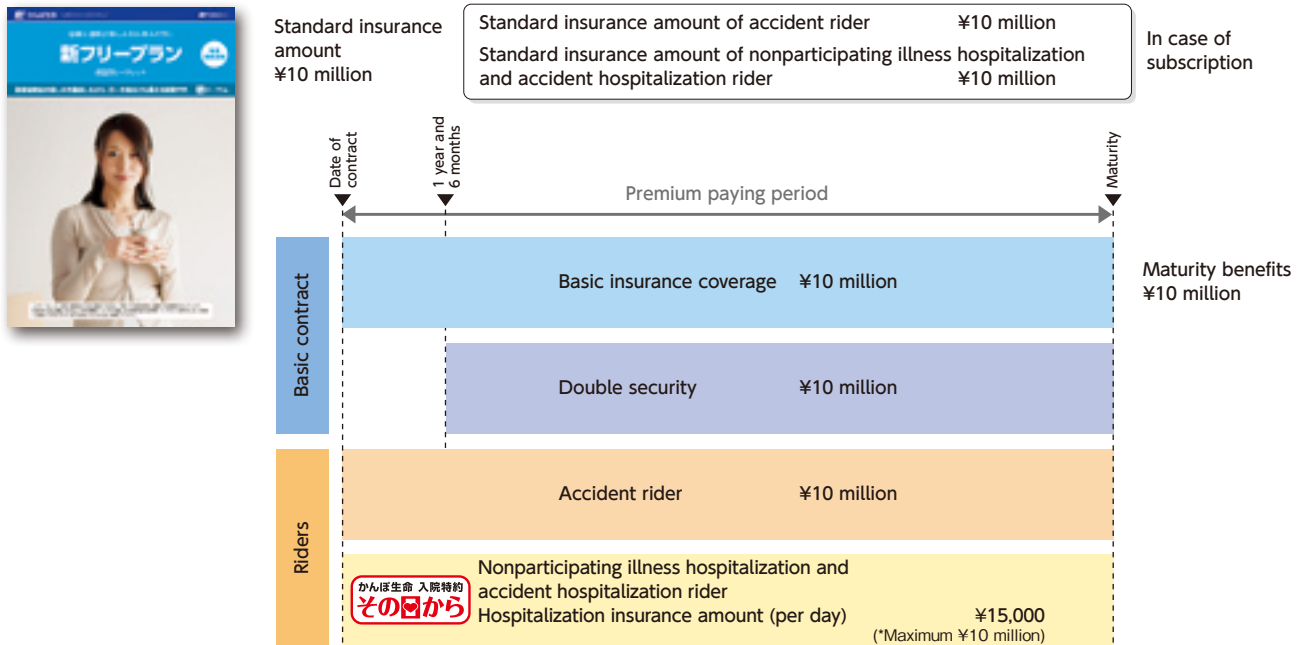 新フリープラン
Standard insurance
amount
¥10 million
Standard insurance amount of accident rider ¥10 million
Standard insurance amount of nonparticipating illness hospitalization
and accident hospitalization rider ¥10 million
In case of
subscription
Date of
contract
1 year and
6 months
Maturity
Premium paying period
Basic contract
Basic insurance coverage ¥10 million
Maturity benefits
¥10 million
Double security ¥10 million
Riders
Accident rider ¥10 million
かんぽ生命 入院特約
その日から
Nonparticipating illness hospitalization and
accident hospitalization rider
Hospitalization insurance amount (per day) ¥15,000
(*Maximum ¥10 million)